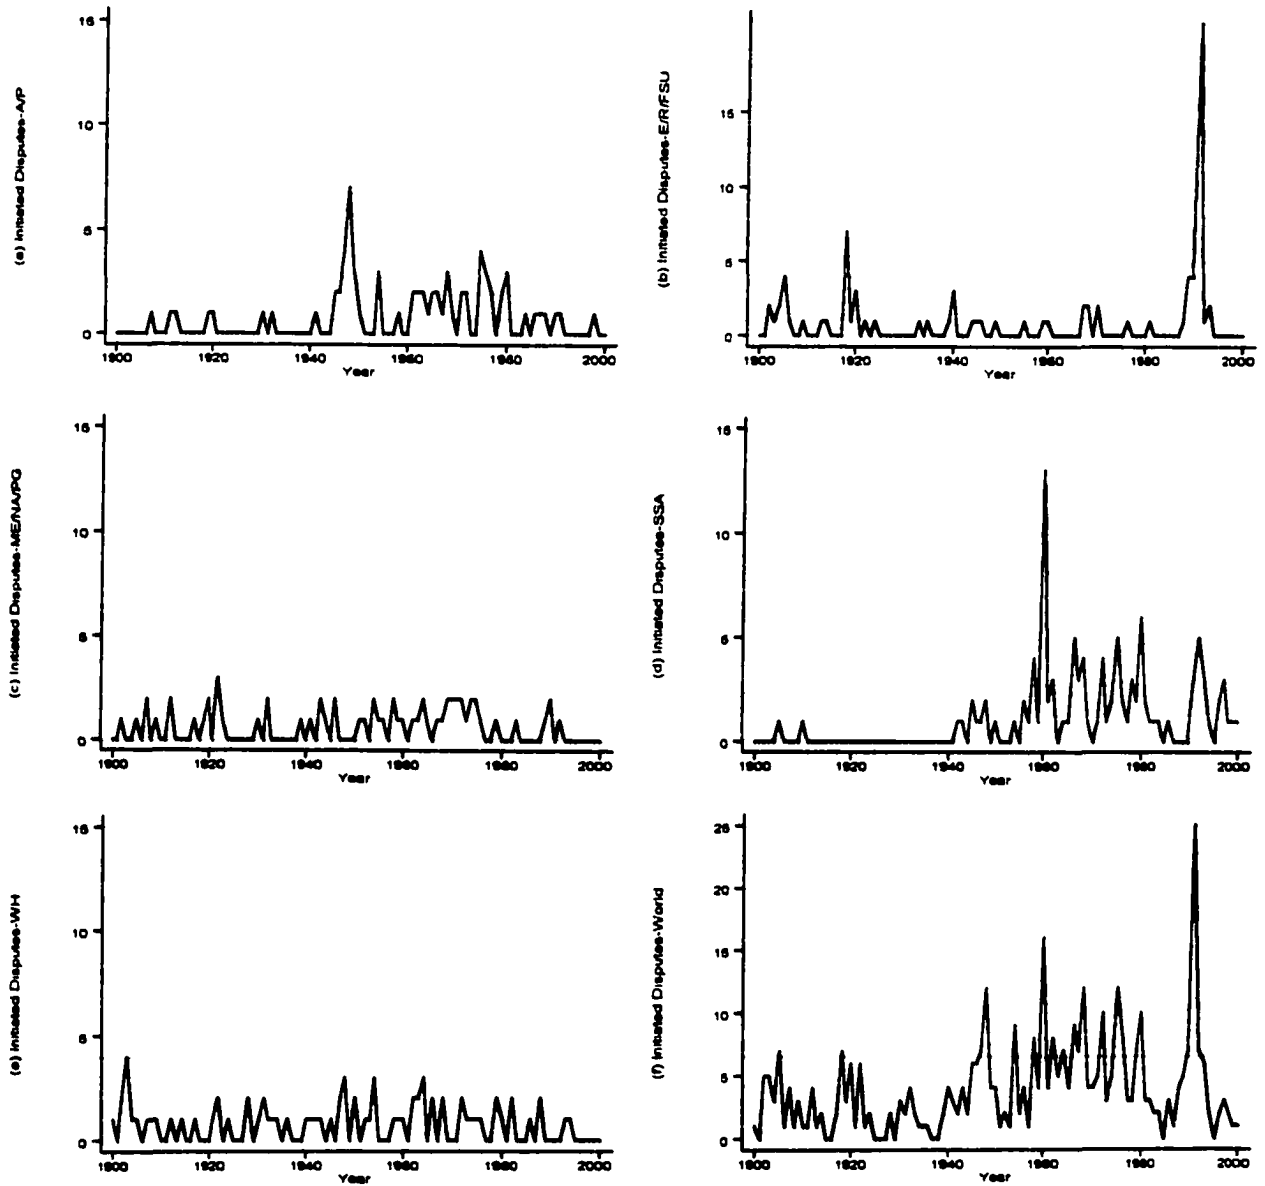 (a) Initiated Disputes-A/P
15
10
5
0
1900 1920 1940 1960 1980 2000
Year
(b) Initiated Disputes-E/R/FSU
15
10
5
0
1900 1920 1940 1960 1980 2000
Year
(c) Initiated Disputes-ME/NA/PG
15
10
5
0
1900 1920 1940 1960 1980 2000
Year
(d) Initiated Disputes-SSA
15
10
5
0
1900 1920 1940 1960 1980 2000
Year
(e) Initiated Disputes-WH
15
10
5
0
1900 1920 1940 1960 1980 2000
Year
(f) Initiated Disputes-World
25
20
15
10
5
0
1900 1920 1940 1960 1980 2000
Year